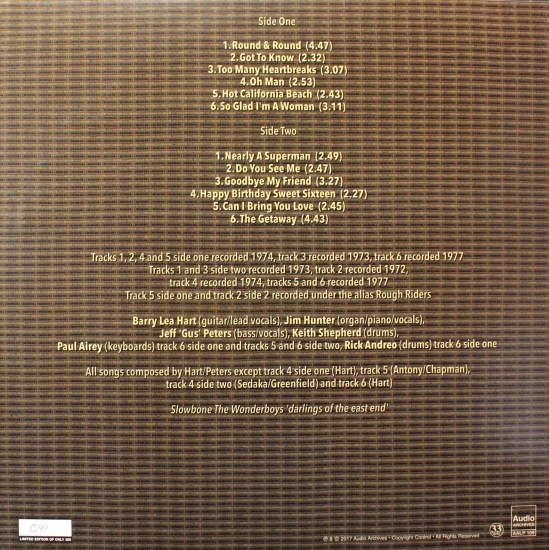 Side One
1.Round & Round (4.47)
2.Got To Know (2.32)
3.Too Many Heartbreaks (3.07)
4.Oh Man (2.53)
5.Hot California Beach (2.43)
6.So Glad I'm A Woman (3.11)
Side Two
1.Nearly A Superman (2.49)
2.Do You See Me (2.47)
3.Goodbye My Friend (3.27)
4.Happy Birthday Sweet Sixteen (2.27)
5.Can I Bring You Love (2.45)
6.The Getaway (4.43)
Tracks 1, 2, 4 and 5 side one recorded 1974, track 3 recorded 1973, track 6 recorded 1977
Tracks 1 and 3 side two recorded 1973, track 2 recorded 1972,
track 4 recorded 1974, tracks 5 and 6 recorded 1977
Track 5 side one and track 2 side 2 recorded under the alias Rough Riders
Barry Lea Hart (guitar/lead vocals), Jim Hunter (organ/piano/vocals),
Jeff 'Gus' Peters (bass/vocals), Keith Shepherd (drums).
Paul Airey (keyboards) track 6 side one and tracks 5 and 6 side two, Rick Andreo (drums) track 6 side one
All songs composed by Hart/Peters except track 4 side one (Hart), track 5 (Antony/Chapman),
track 4 side two (Sedaka/Greenfield) and track 6 (Hart)
Slowbone The Wonderboys 'darlings of the east end'
091
LIMITED EDITION OF ONLY
℗ & © 2017 Audio Archives • Copyright Control • All Rights Reserved
33
Audio
ARCHIVES
AALP